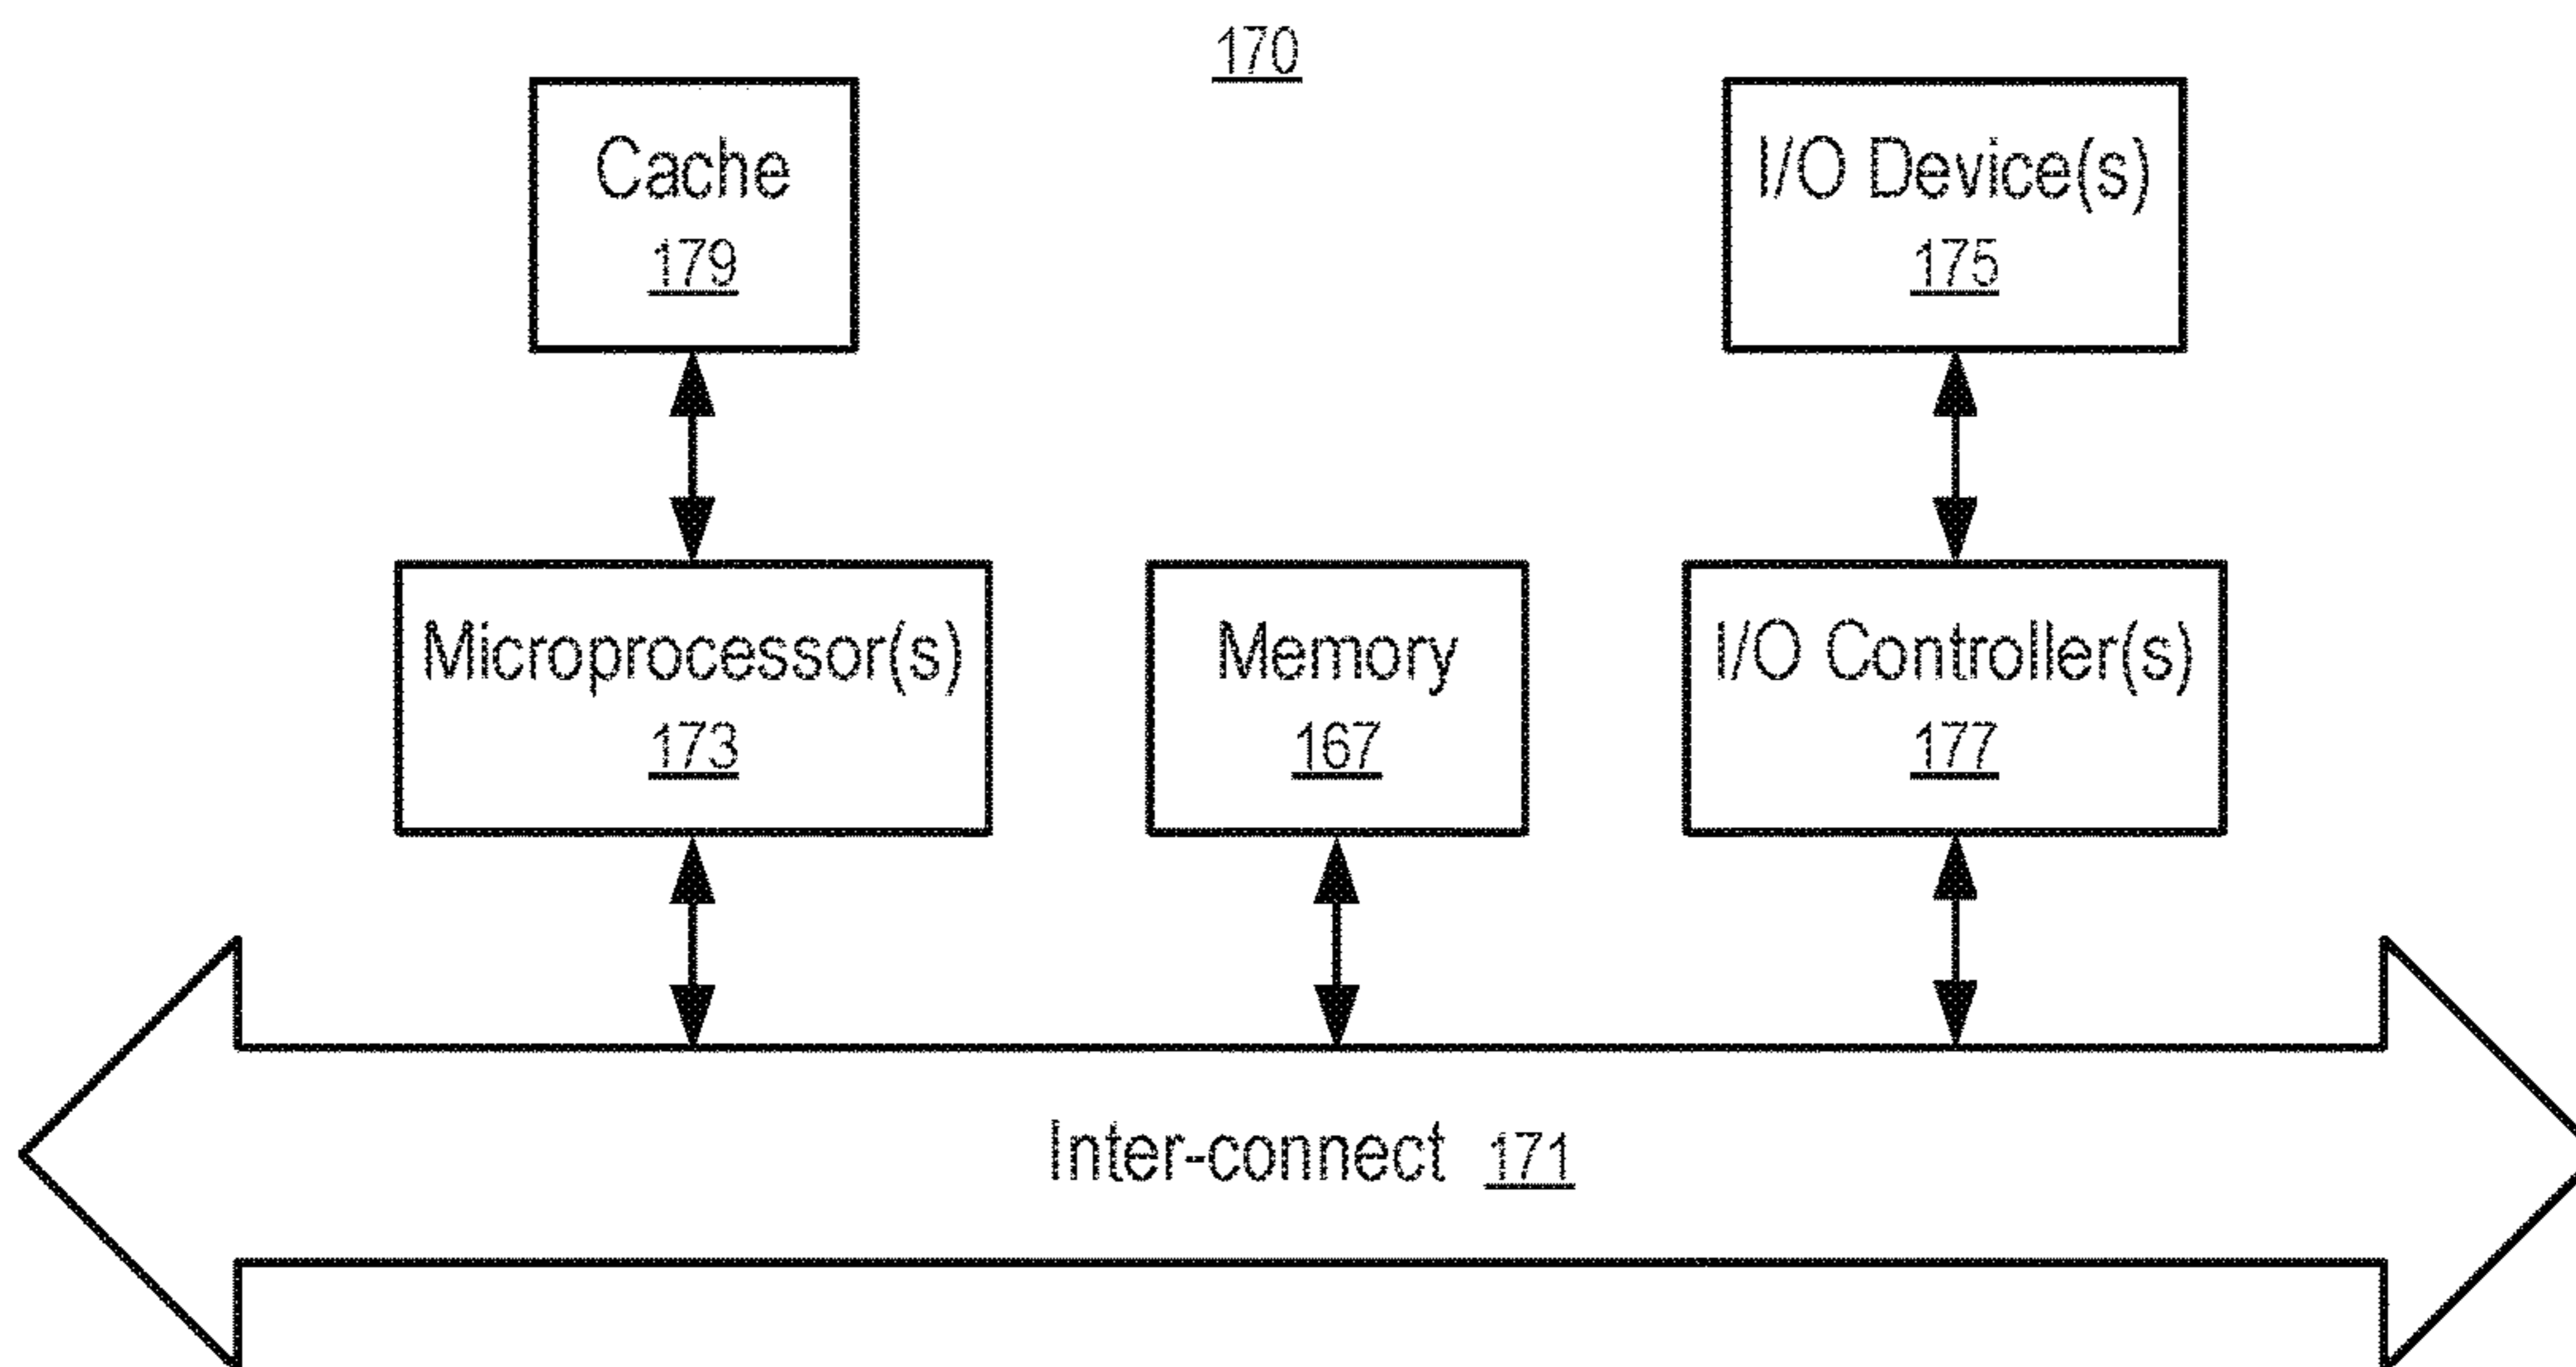 170
Cache
179
I/O Device(s)
175
Microprocessor(s)
173
Memory
167
I/O Controller(s)
177
Inter-connect 171